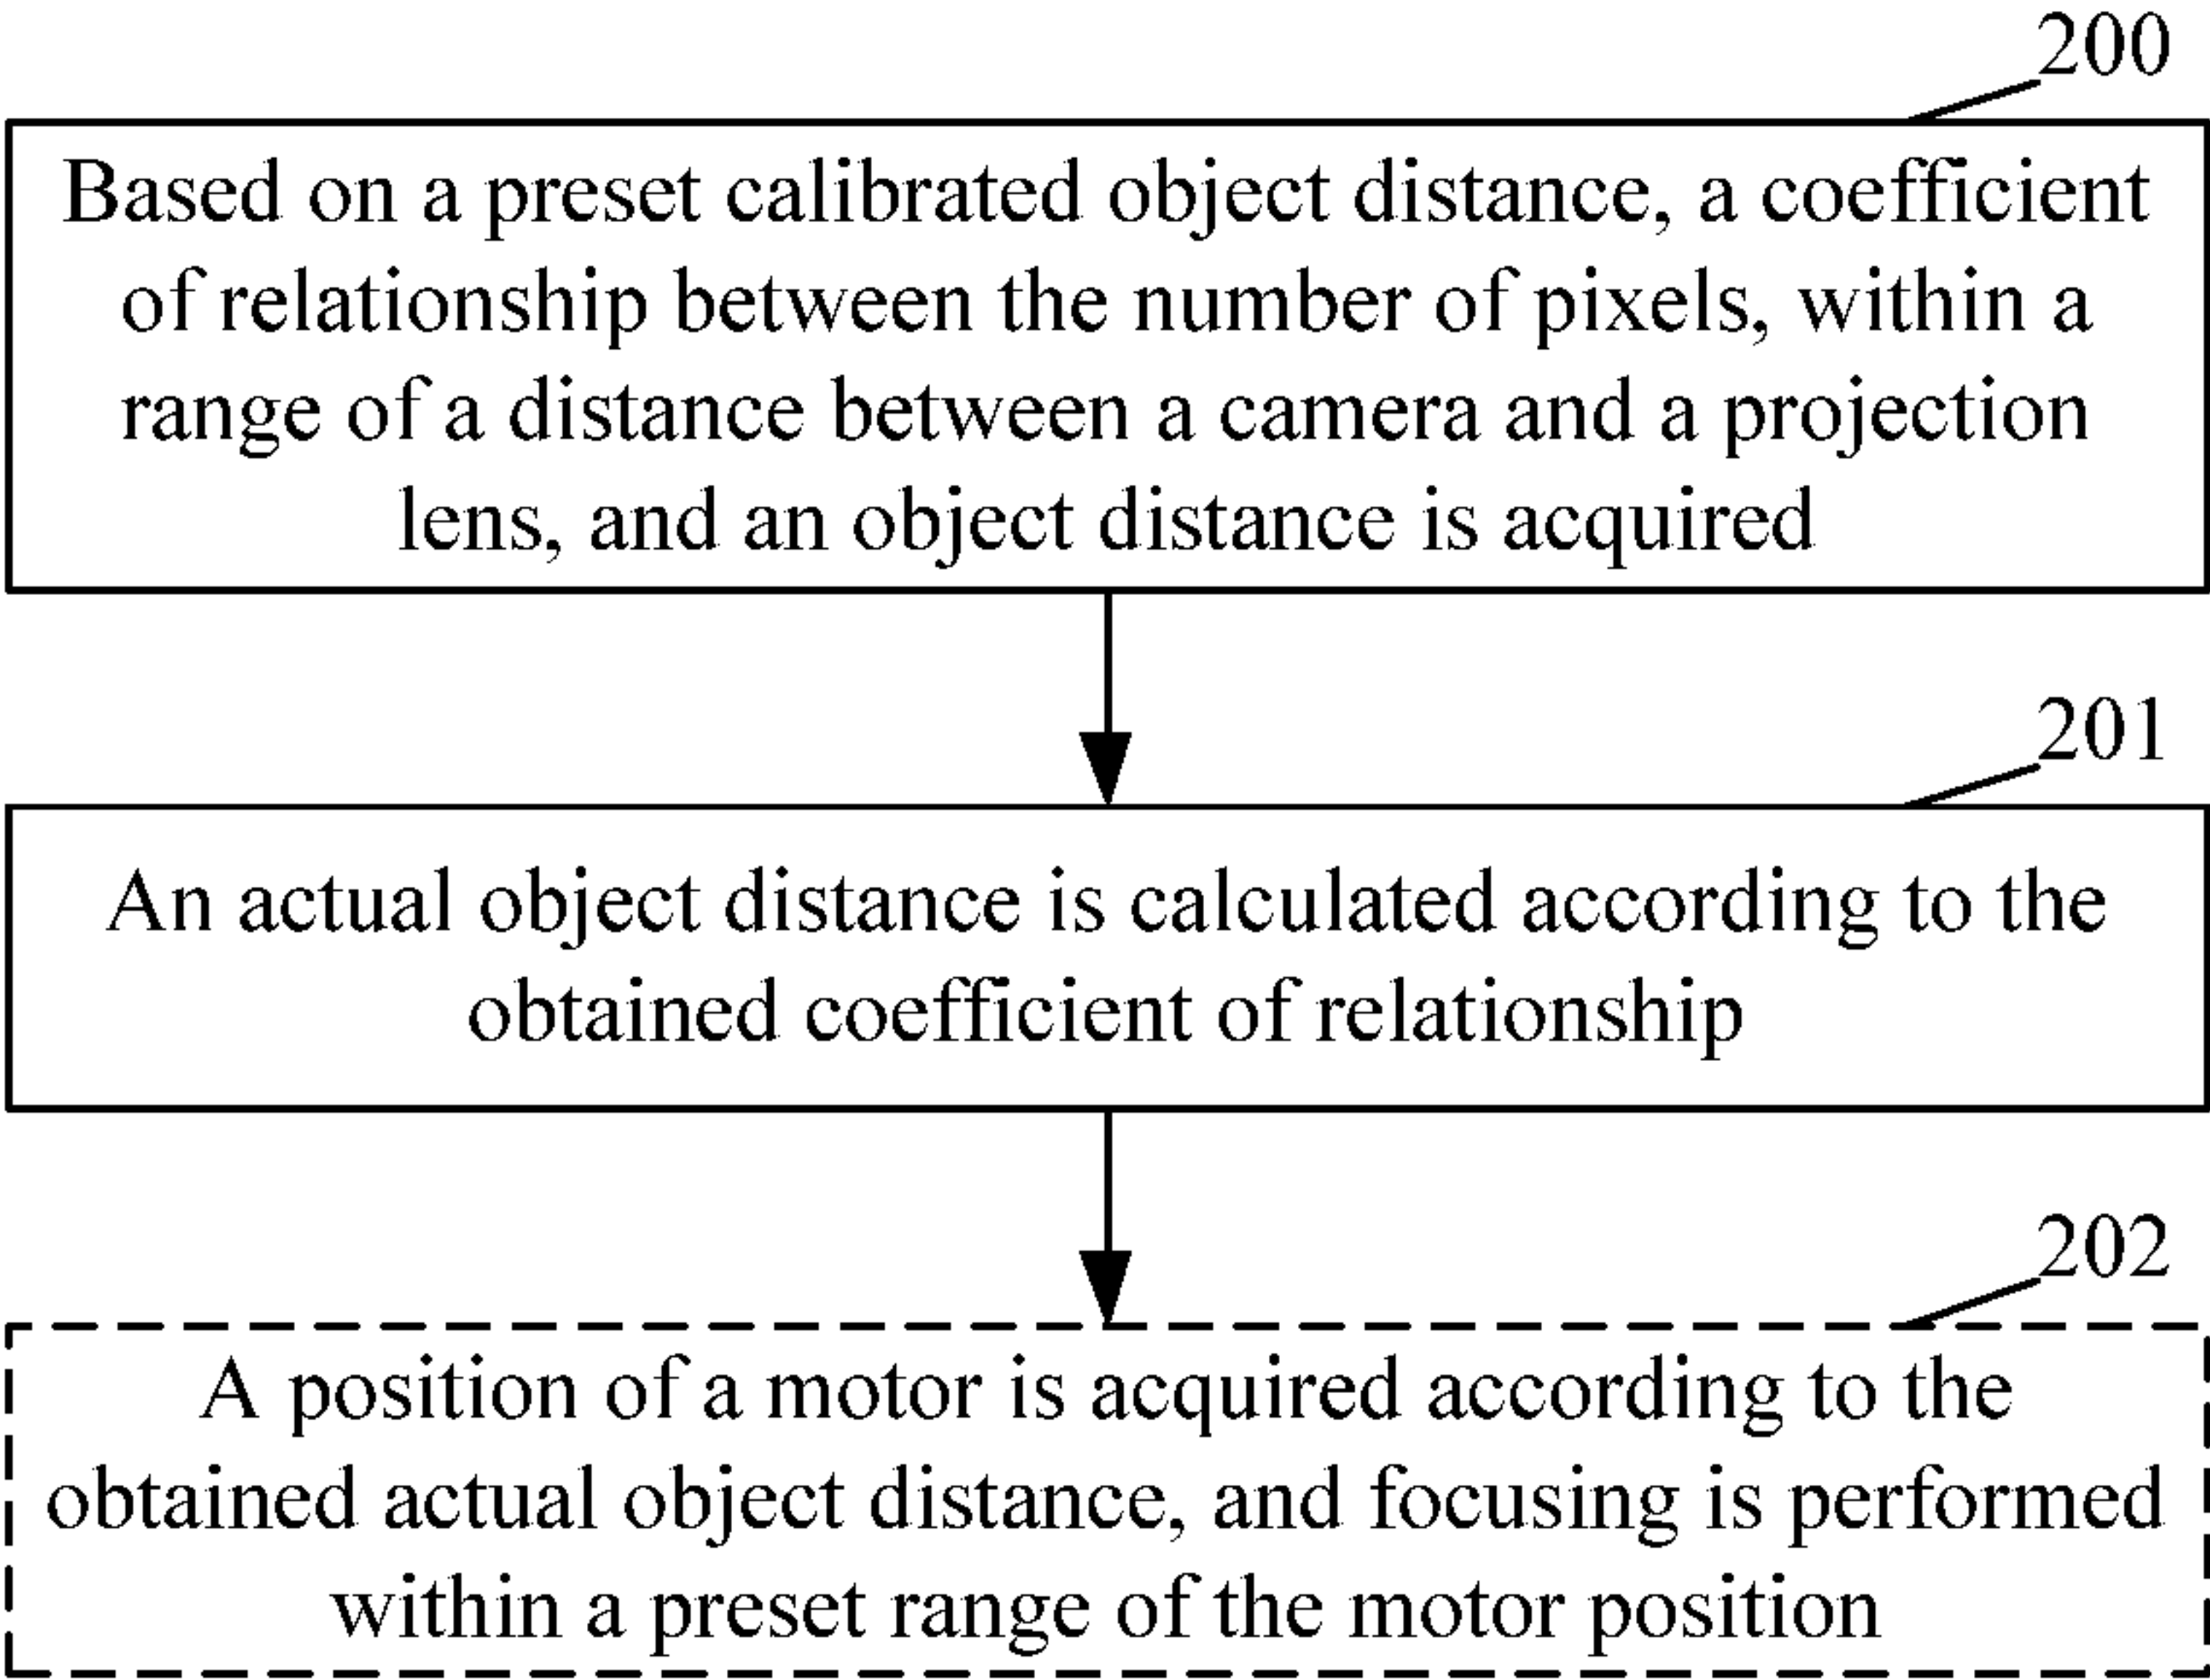 200
Based on a preset calibrated object distance, a coefficient
of relationship between the number of pixels, within a
range of a distance between a camera and a projection
lens, and an object distance is acquired
201
An actual object distance is calculated according to the
obtained coefficient of relationship
202
A position of a motor is acquired according to the
obtained actual object distance, and focusing is performed
within a preset range of the motor position